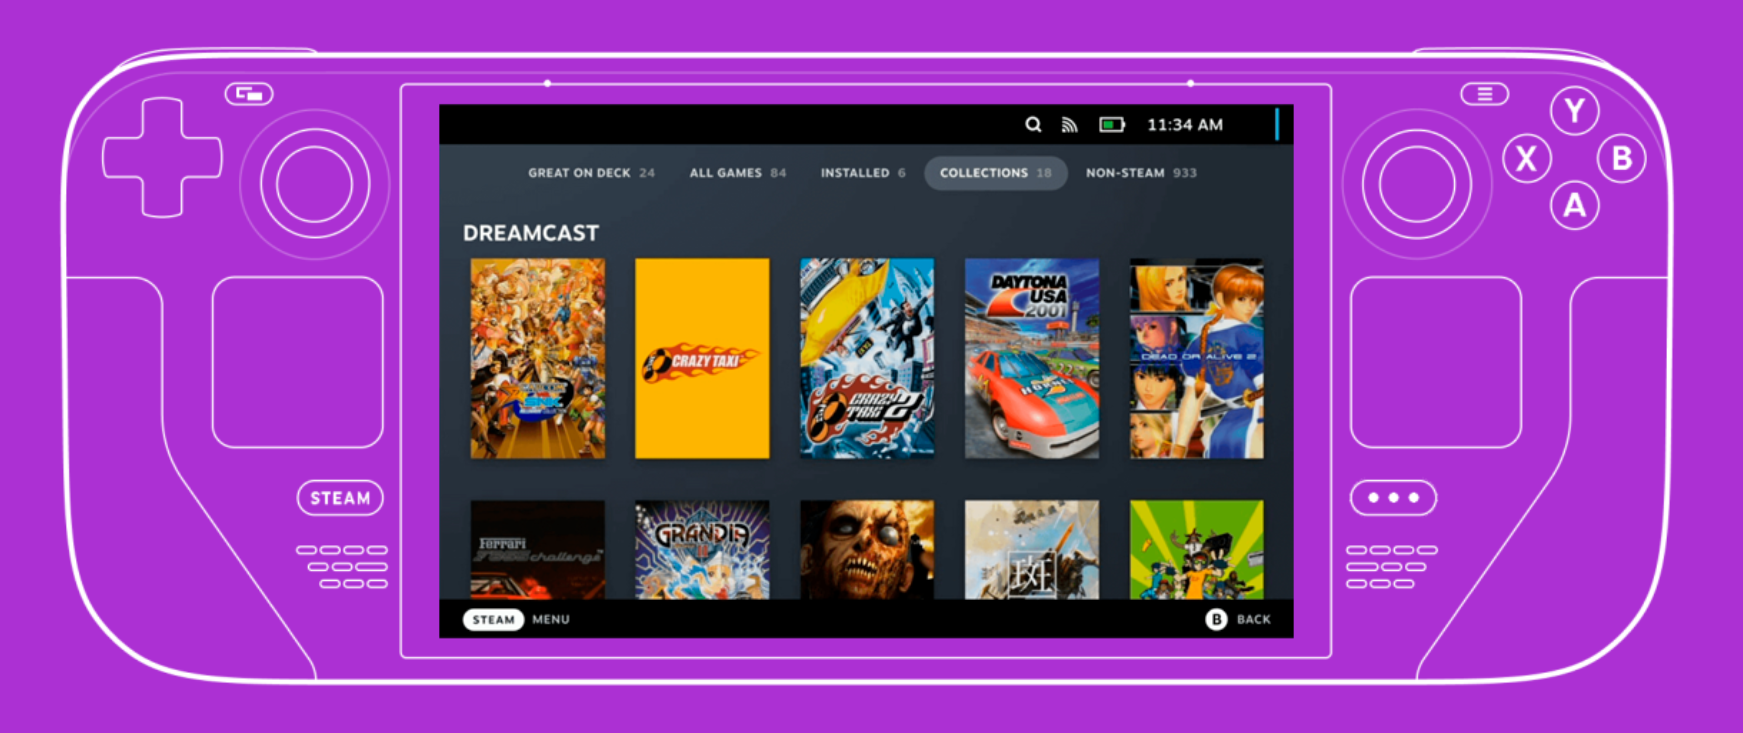 11:34 AM
GREAT ON DECK 24 ALL GAMES 84 INSTALLED 6 COLLECTIONS 18 NON-STEAM 933
DREAMCAST
CRAZY TAXI
CRAZY TAXI 2
DAYTONA
USA
2001
DEAD OR ALIVE 2
Ferrari
F355 challenge
GRANDIA
II
斑
STEAM MENU
B BACK
STEAM
Y
X
B
A